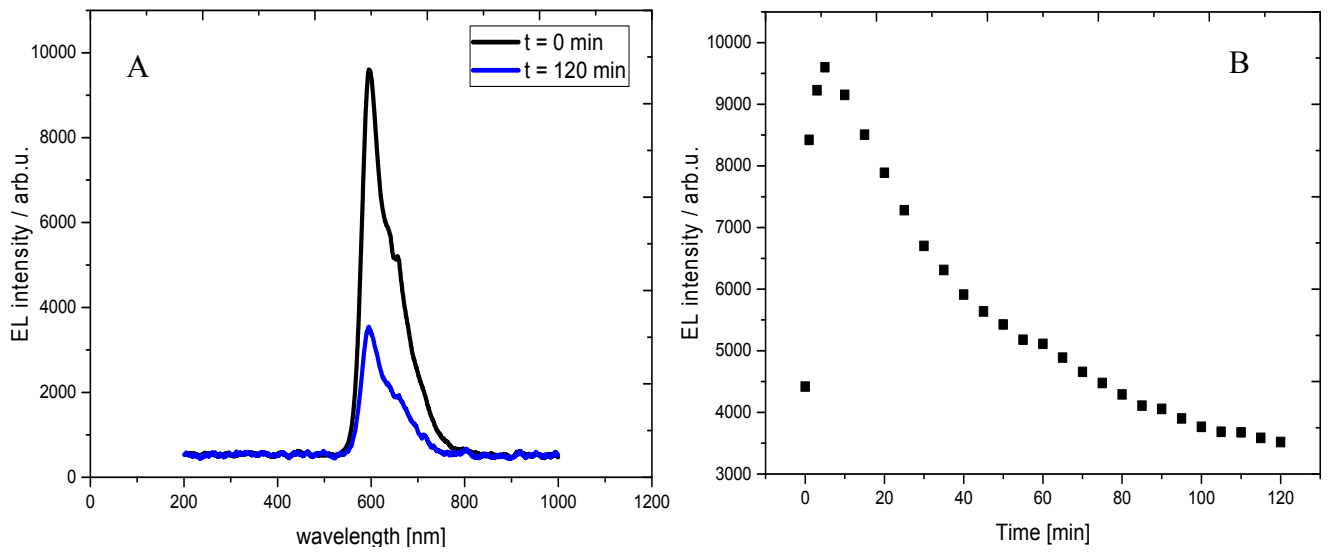 A
t = 0 min
t = 120 min
10000
8000
6000
4000
2000
0
EL intensity / arb.u.
0 200 400 600 800 1000 1200
wavelength [nm]
B
10000
9000
8000
7000
6000
5000
4000
3000
EL intensity / arb.u.
0 20 40 60 80 100 120
Time [min]